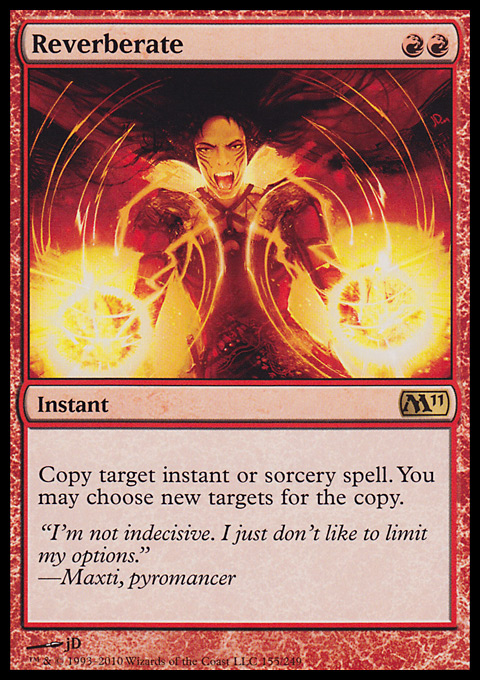 Reverberate
Instant
M11
Copy target instant or sorcery spell. You
may choose new targets for the copy.
“I’m not indecisive. I just don’t like to limit
my options.”
—Maxti, pyromancer
jD
™ & © 1993–2010 Wizards of the Coast LLC 155/249